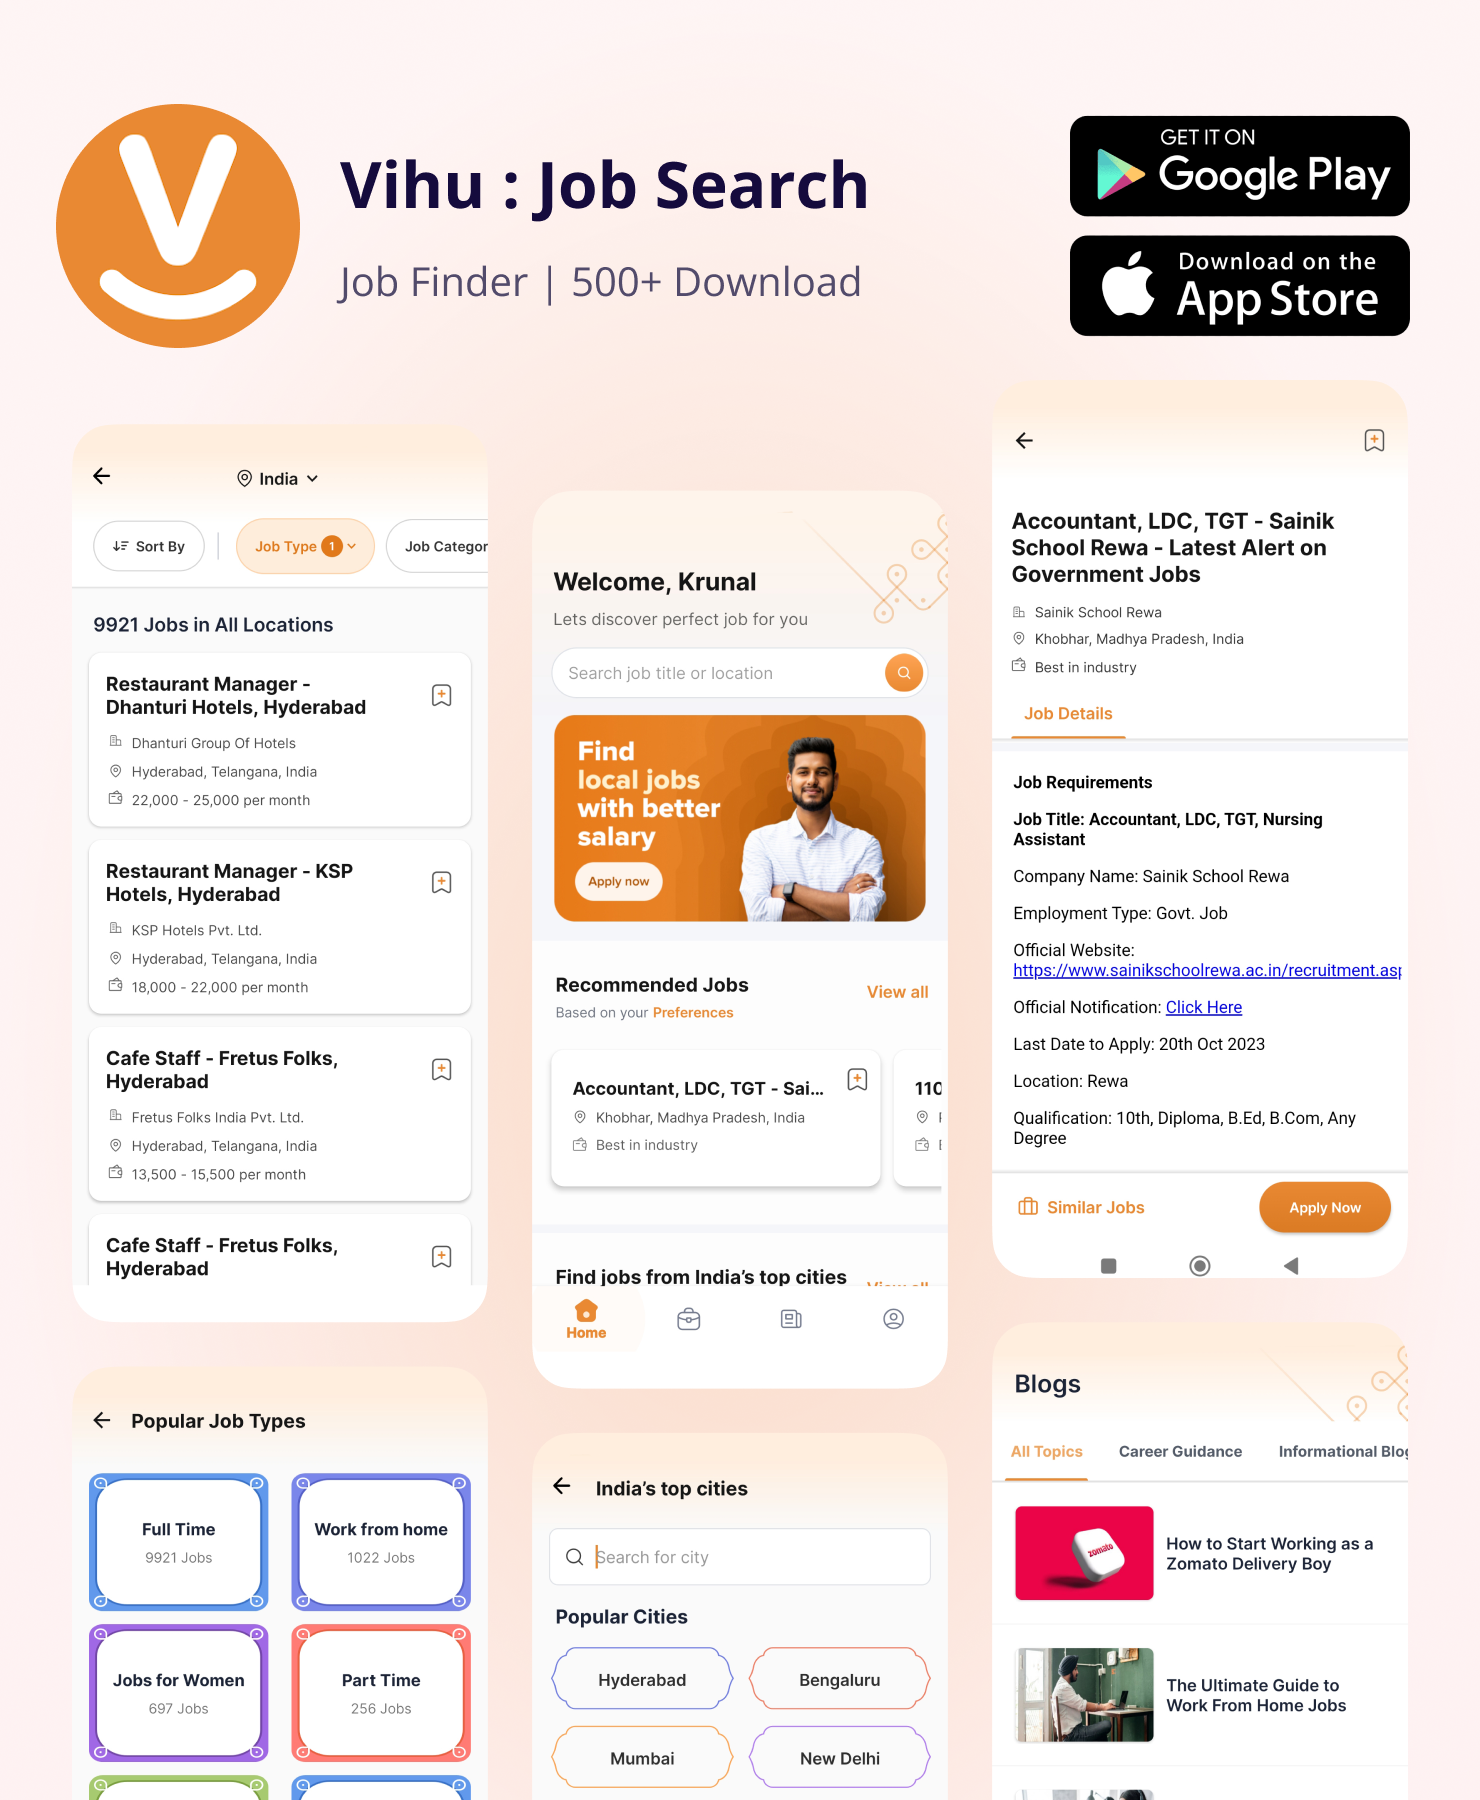 Vihu : Job Search
Job Finder | 500+ Download
GET IT ON
Google Play
Download on the
App Store
India
Sort By
Job Type 1
Job Categor
9921 Jobs in All Locations
Restaurant Manager -
Dhanturi Hotels, Hyderabad
Dhanturi Group Of Hotels
Hyderabad, Telangana, India
22,000 - 25,000 per month
Restaurant Manager - KSP
Hotels, Hyderabad
KSP Hotels Pvt. Ltd.
Hyderabad, Telangana, India
18,000 - 22,000 per month
Cafe Staff - Fretus Folks,
Hyderabad
Fretus Folks India Pvt. Ltd.
Hyderabad, Telangana, India
13,500 - 15,500 per month
Cafe Staff - Fretus Folks,
Hyderabad
Welcome, Krunal
Lets discover perfect job for you
Search job title or location
Find
local jobs
with better
salary
Apply now
Recommended Jobs
View all
Based on your Preferences
Accountant, LDC, TGT - Sai...
Khobhar, Madhya Pradesh, India
Best in industry
110
Find jobs from India's top cities
View all
Home
Accountant, LDC, TGT - Sainik
School Rewa - Latest Alert on
Government Jobs
Sainik School Rewa
Khobhar, Madhya Pradesh, India
Best in industry
Job Details
Job Requirements
Job Title: Accountant, LDC, TGT, Nursing
Assistant
Company Name: Sainik School Rewa
Employment Type: Govt. Job
Official Website:
https://www.sainikschoolrewa.ac.in/recruitment.asp
Official Notification: Click Here
Last Date to Apply: 20th Oct 2023
Location: Rewa
Qualification: 10th, Diploma, B.Ed, B.Com, Any
Degree
Similar Jobs
Apply Now
Popular Job Types
Full Time
9921 Jobs
Work from home
1022 Jobs
Jobs for Women
697 Jobs
Part Time
256 Jobs
India's top cities
Search for city
Popular Cities
Hyderabad
Bengaluru
Mumbai
New Delhi
Blogs
All Topics
Career Guidance
Informational Blog
How to Start Working as a
Zomato Delivery Boy
zomato
The Ultimate Guide to
Work From Home Jobs